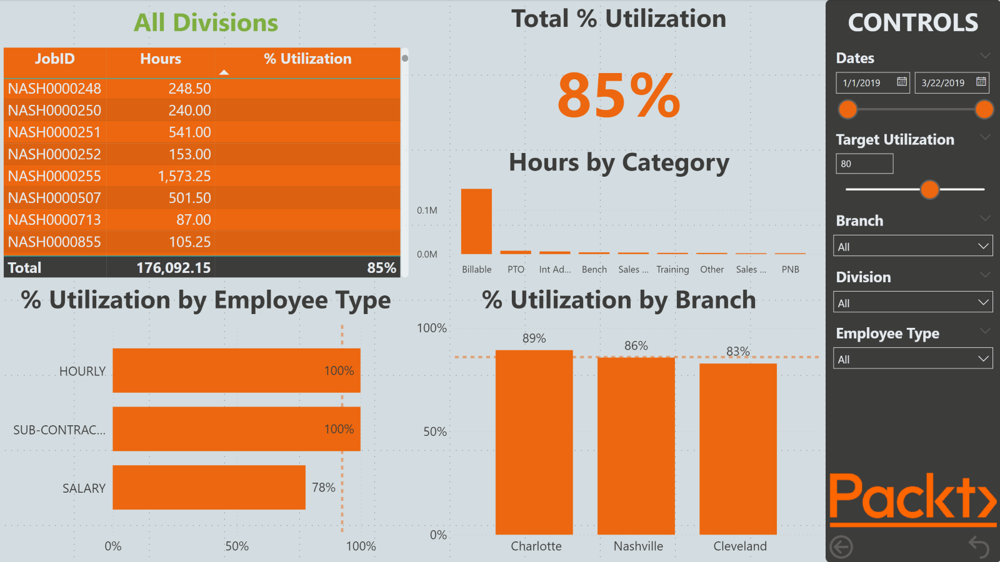 All Divisions
JobID Hours % Utilization
NASH0000248 248.50
NASH0000250 240.00
NASH0000251 541.00
NASH0000252 153.00
NASH0000255 1,573.25
NASH0000507 501.50
NASH0000713 87.00
NASH0000855 105.25
Total 176,092.15 85%
Total % Utilization
85%
Hours by Category
0.1M
0.0M
Billable PTO Int Ad... Bench Sales ... Training Other Sales ... PNB
% Utilization by Employee Type
HOURLY 100%
SUB-CONTRAC... 100%
SALARY 78%
0% 50% 100%
% Utilization by Branch
100%
50%
0%
89% 86% 83%
Charlotte Nashville Cleveland
CONTROLS
Dates
1/1/2019 3/22/2019
Target Utilization
80
Branch
All
Division
All
Employee Type
All
Packt>